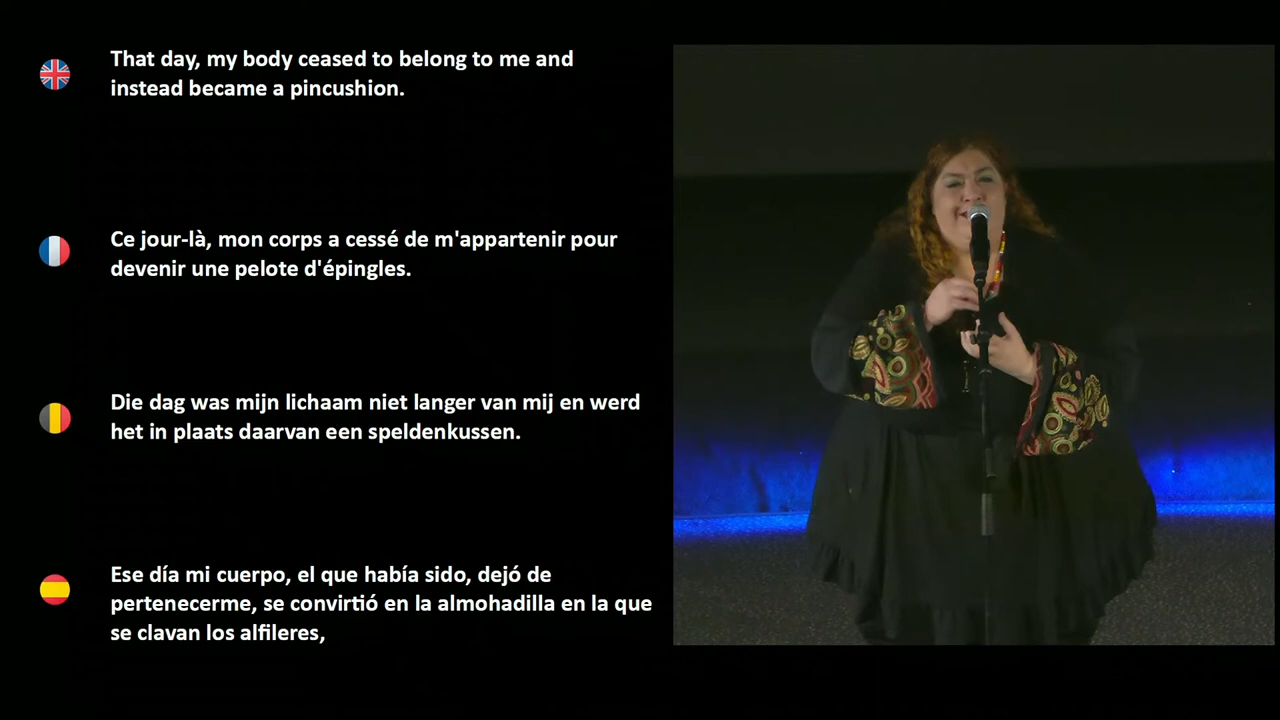 That day, my body ceased to belong to me and
instead became a pincushion.
Ce jour-là, mon corps a cessé de m'appartenir pour
devenir une pelote d'épingles.
Die dag was mijn lichaam niet langer van mij en werd
het in plaats daarvan een speldenkussen.
Ese día mi cuerpo, el que había sido, dejó de
pertenecerme, se convirtió en la almohadilla en la que
se clavan los alfileres,